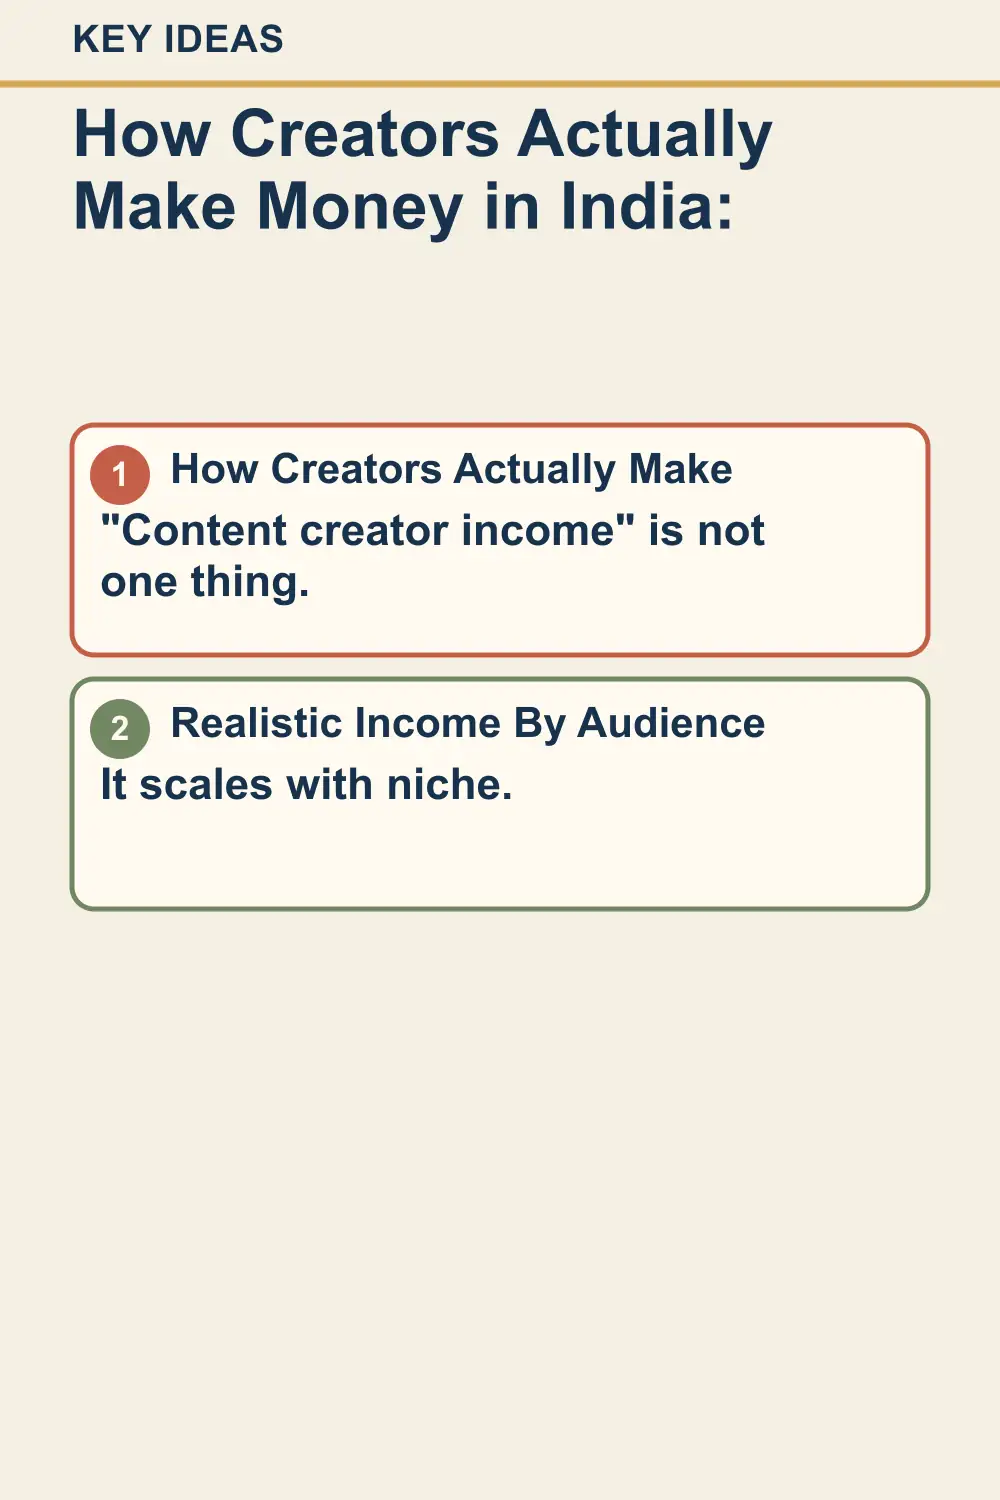 KEY IDEAS
How Creators Actually
Make Money in India:
1 How Creators Actually Make
"Content creator income" is not
one thing.
2 Realistic Income By Audience
It scales with niche.